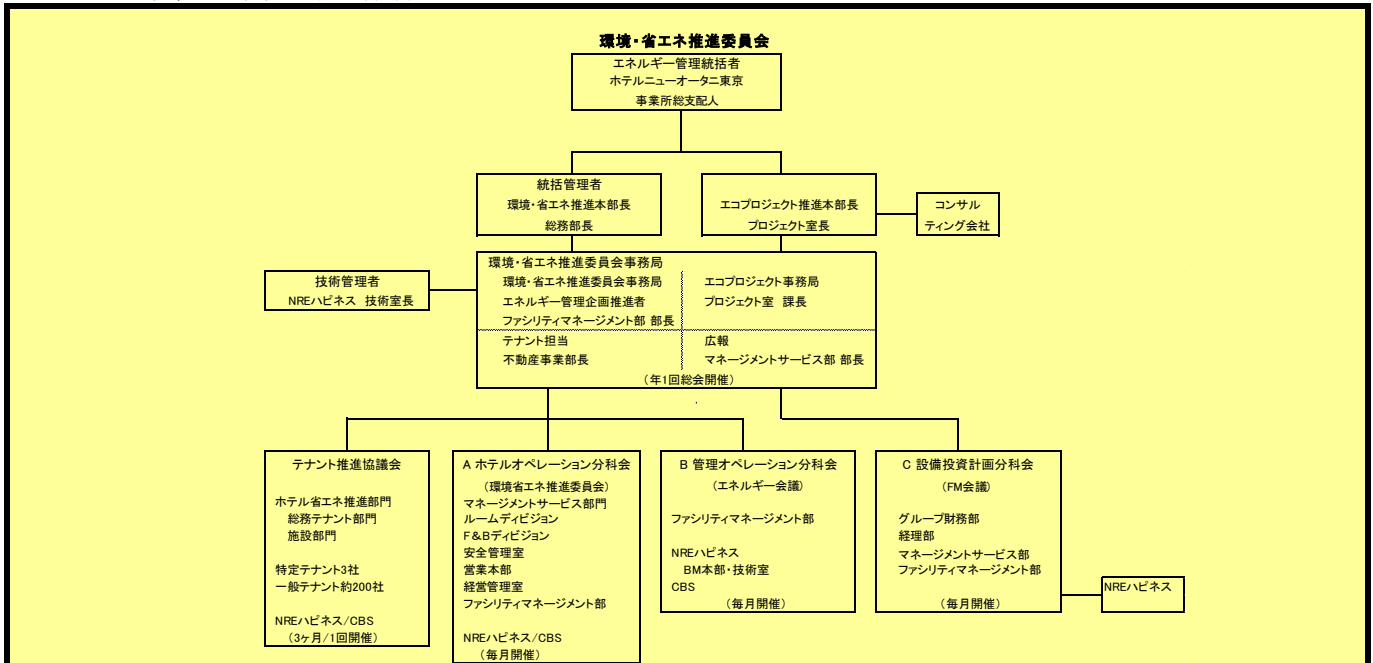 環境・省エネ推進委員会
エネルギー管理統括者
ホテルニューオータニ東京
事業所総支配人
統括管理者
環境・省エネ推進本部長
総務部長
エコプロジェクト推進本部長
プロジェクト室長
コンサル
ティング会社
技術管理者
NREハピネス 技術室長
環境・省エネ推進委員会事務局
環境・省エネ推進委員会事務局
エネルギー管理企画推進者
ファシリティマネージメント部 部長
エコプロジェクト事務局
プロジェクト室 課長
テナント担当
不動産事業部長
広報
マネージメントサービス部 部長
(年1回総会開催)
テナント推進協議会
ホテル省エネ推進部門
総務テナント部門
施設部門
特定テナント3社
一般テナント約200社
NREハピネス/CBS
(3ヶ月/1回開催)
A ホテルオペレーション分科会
(環境省エネ推進委員会)
マネージメントサービス部門
ルームディビジョン
F&Bディビジョン
安全管理室
営業本部
経営管理室
ファシリティマネージメント部
NREハピネス/CBS
(毎月開催)
B 管理オペレーション分科会
(エネルギー会議)
ファシリティマネージメント部
NREハピネス
BM本部・技術室
CBS
(毎月開催)
C 設備投資計画分科会
(FM会議)
グループ財務部
経理部
マネージメントサービス部
ファシリティマネージメント部
(毎月開催)
NREハピネス